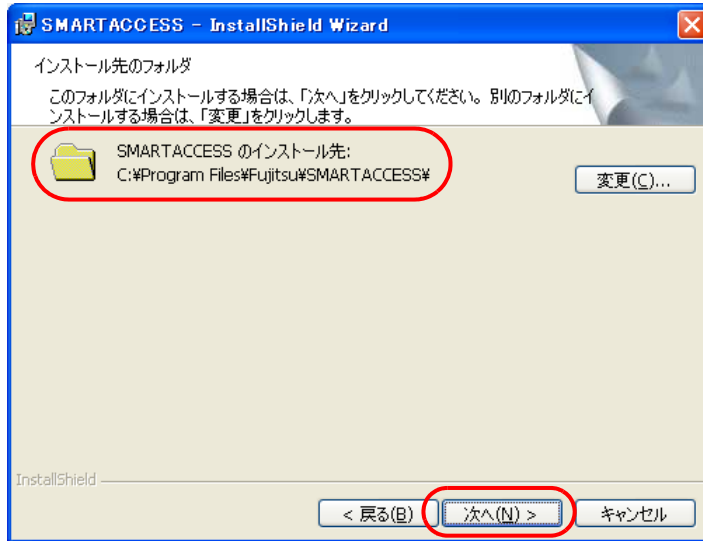 SMARTACCESS - InstallShield Wizard
インストール先のフォルダ
このフォルダにインストールする場合は、「次へ」をクリックしてください。別のフォルダにイ
ンストールする場合は、「変更」をクリックします。
SMARTACCESS のインストール先:
C:¥Program Files¥Fujitsu¥SMARTACCESS¥
変更(C)...
InstallShield
< 戻る(B)
次へ(N) >
キャンセル